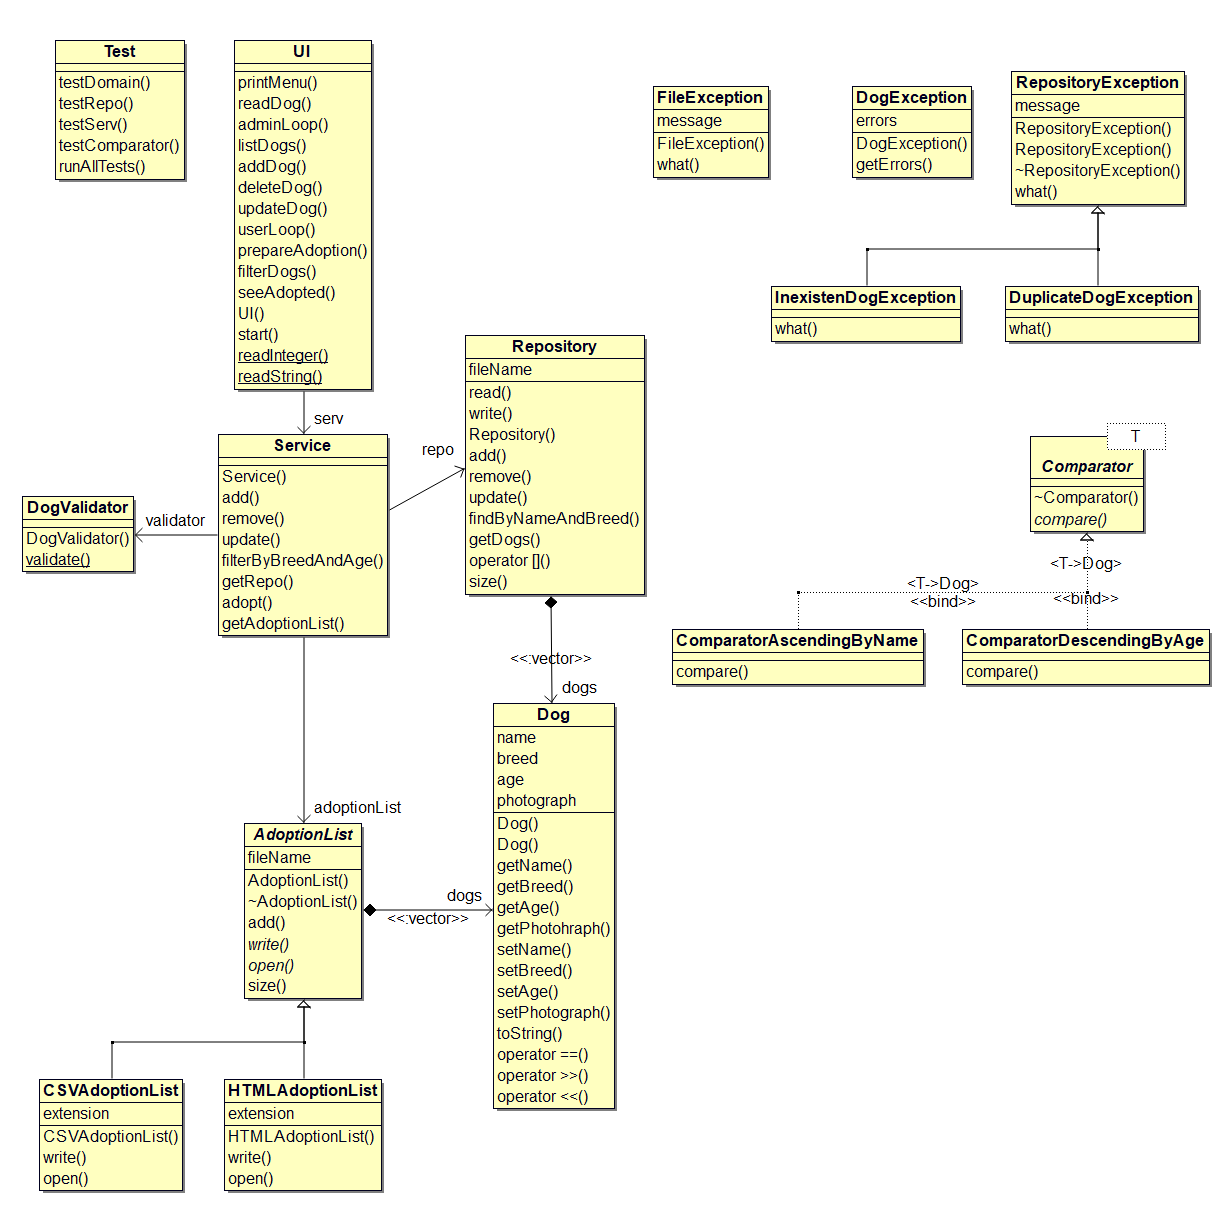 Test
testDomain()
testRepo()
testServ()
testComparator()
runAllTests()
UI
printMenu()
readDog()
adminLoop()
listDogs()
addDog()
deleteDog()
updateDog()
userLoop()
prepareAdoption()
filterDogs()
seeAdopted()
UI()
start()
readInteger()
readString()
FileException
message
FileException()
what()
DogException
errors
DogException()
getErrors()
RepositoryException
message
RepositoryException()
RepositoryException()
~RepositoryException()
what()
InexistenDogException
what()
DuplicateDogException
what()
Repository
fileName
read()
write()
Repository()
add()
remove()
update()
findByNameAndBreed()
getDogs()
operator []()
size()
serv
repo
Service
Service()
add()
remove()
update()
filterByBreedAndAge()
getRepo()
adopt()
getAdoptionList()
validator
DogValidator
DogValidator()
validate()
T
Comparator
~Comparator()
compare()
<T->Dog>
<<bind>>
<T->Dog>
<<bind>>
ComparatorAscendingByName
compare()
ComparatorDescendingByAge
compare()
<<:vector>>
dogs
Dog
name
breed
age
photograph
Dog()
Dog()
getName()
getBreed()
getAge()
getPhotohraph()
setName()
setBreed()
setAge()
setPhotograph()
toString()
operator ==()
operator >>()
operator <<()
adoptionList
AdoptionList
fileName
AdoptionList()
~AdoptionList()
add()
write()
open()
size()
dogs
<<:vector>>
CSVAdoptionList
extension
CSVAdoptionList()
write()
open()
HTMLAdoptionList
extension
HTMLAdoptionList()
write()
open()